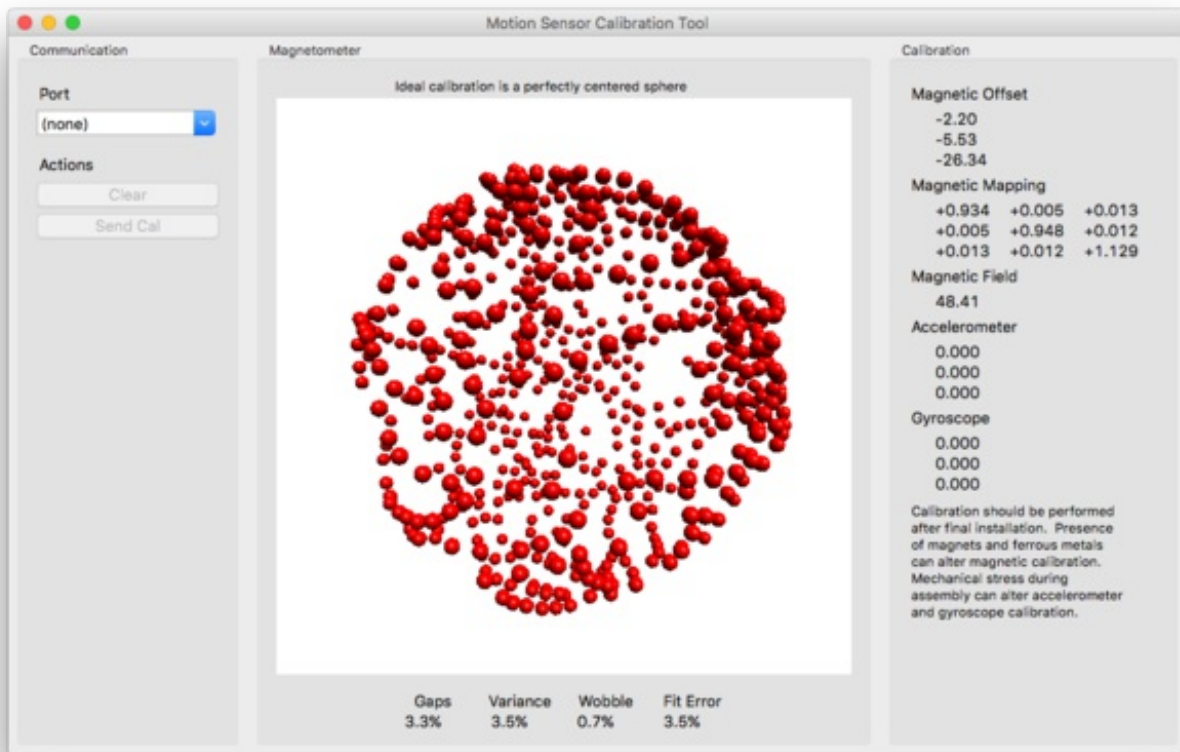 Motion Sensor Calibration Tool
Communication
Port
(none)
Actions
Clear
Send Cal
Magnetometer
Ideal calibration is a perfectly centered sphere
Gaps Variance Wobble Fit Error
3.3% 3.5% 0.7% 3.5%
Calibration
Magnetic Offset
-2.20
-5.53
-26.34
Magnetic Mapping
+0.934 +0.005 +0.013
+0.005 +0.948 +0.012
+0.013 +0.012 +1.129
Magnetic Field
48.41
Accelerometer
0.000
0.000
0.000
Gyroscope
0.000
0.000
0.000
Calibration should be performed
after final installation. Presence
of magnets and ferrous metals
can alter magnetic calibration.
Mechanical stress during
assembly can alter accelerometer
and gyroscope calibration.